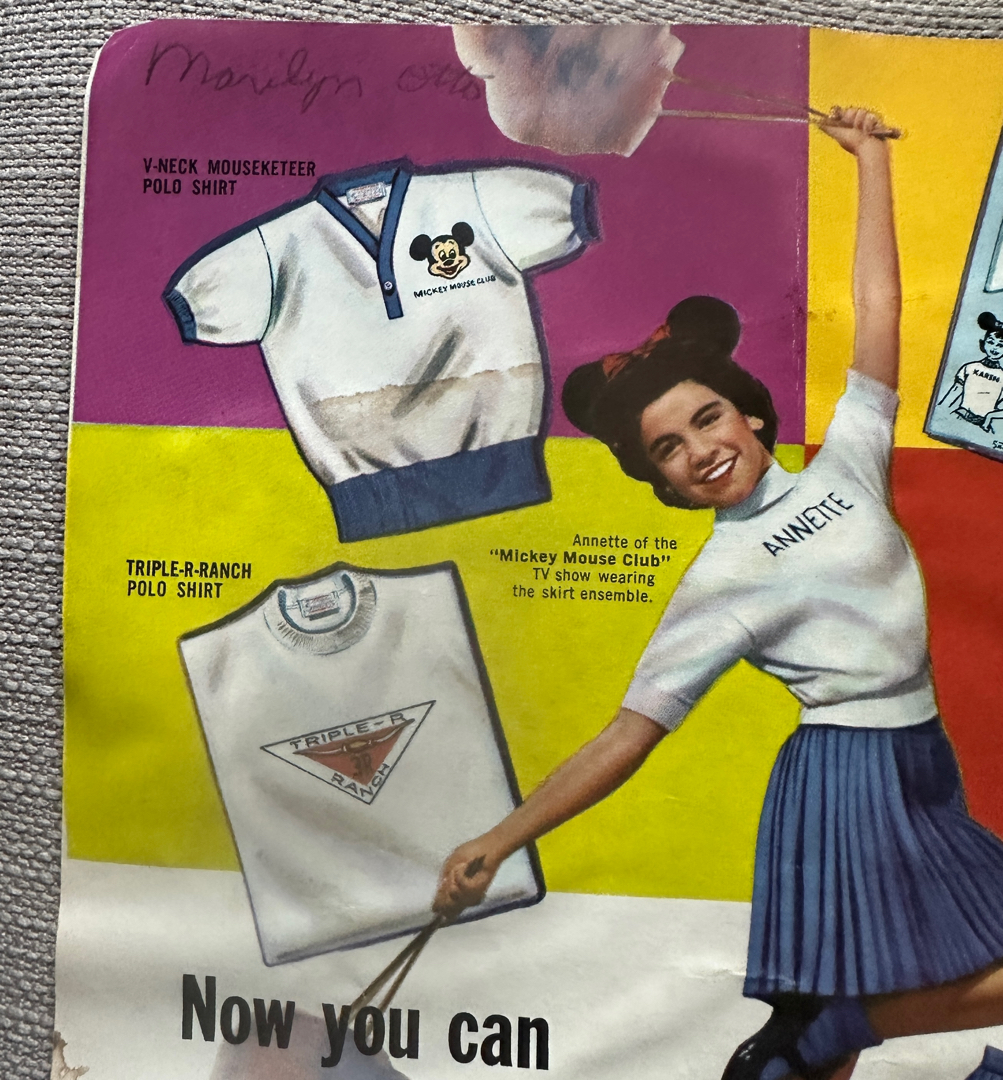 Marilyn Otto
V-NECK MOUSEKETEER
POLO SHIRT
MICKEY MOUSE CLUB
KAREN
ANNETTE
Annette of the
"Mickey Mouse Club"
TV show wearing
the skirt ensemble.
TRIPLE-R-RANCH
POLO SHIRT
TRIPLE-R
RANCH
Now you can